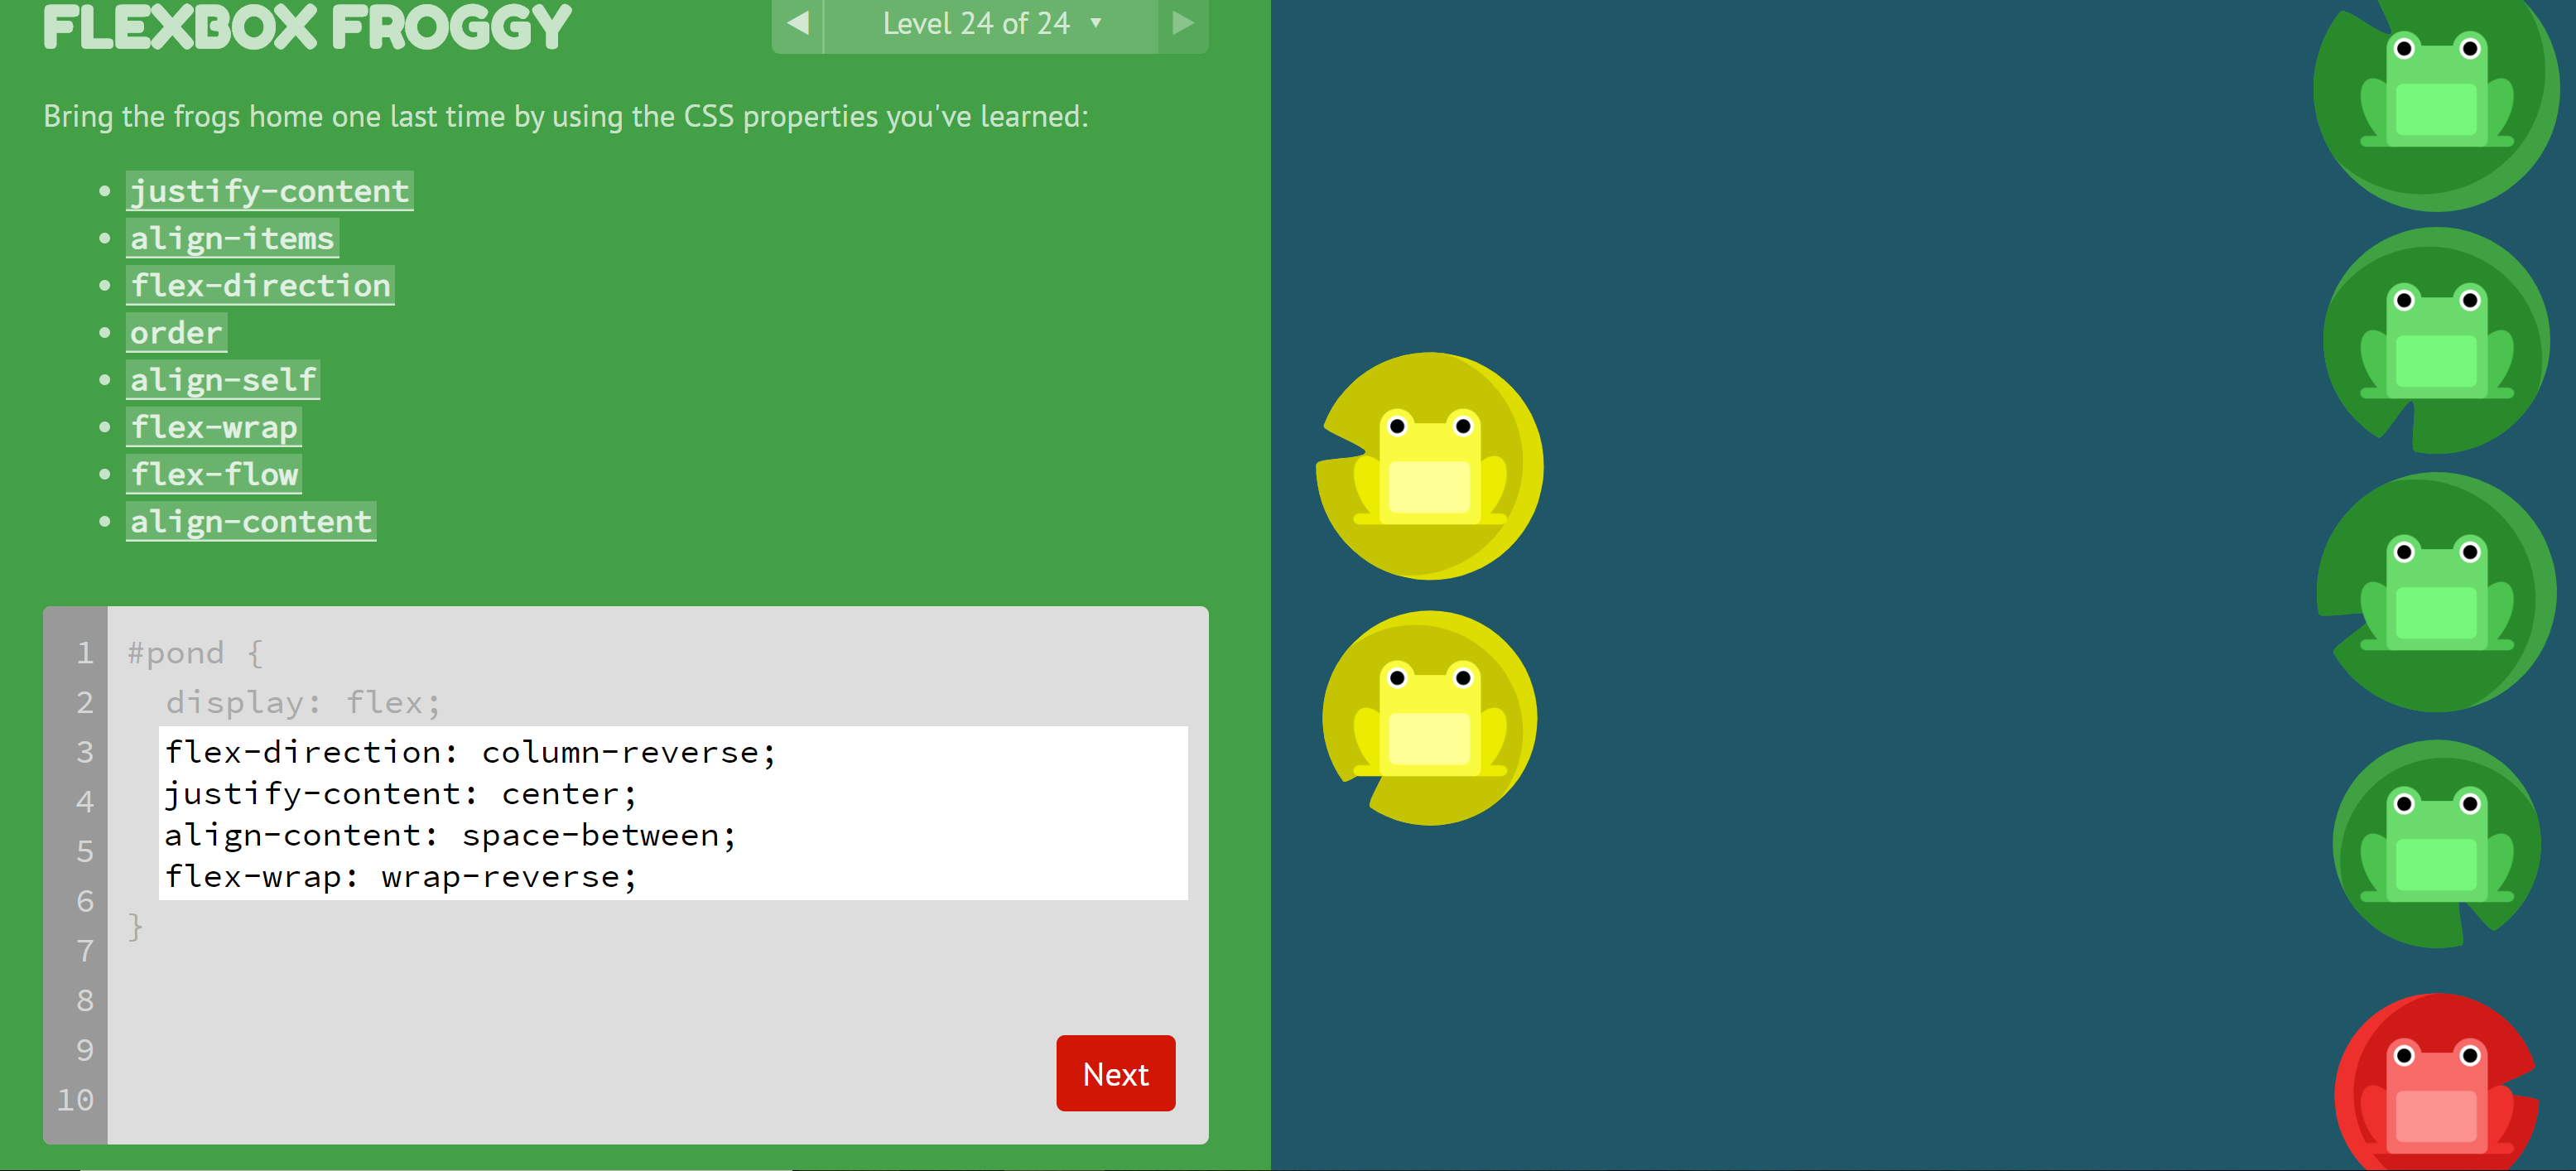 FLEXBOX FROGGY
◀ Level 24 of 24 ▼ ▶
Bring the frogs home one last time by using the CSS properties you've learned:
• justify-content
• align-items
• flex-direction
• order
• align-self
• flex-wrap
• flex-flow
• align-content
1 #pond {
2 display: flex;
3 flex-direction: column-reverse;
4 justify-content: center;
5 align-content: space-between;
6 flex-wrap: wrap-reverse;
7 }
8
9
10
Next